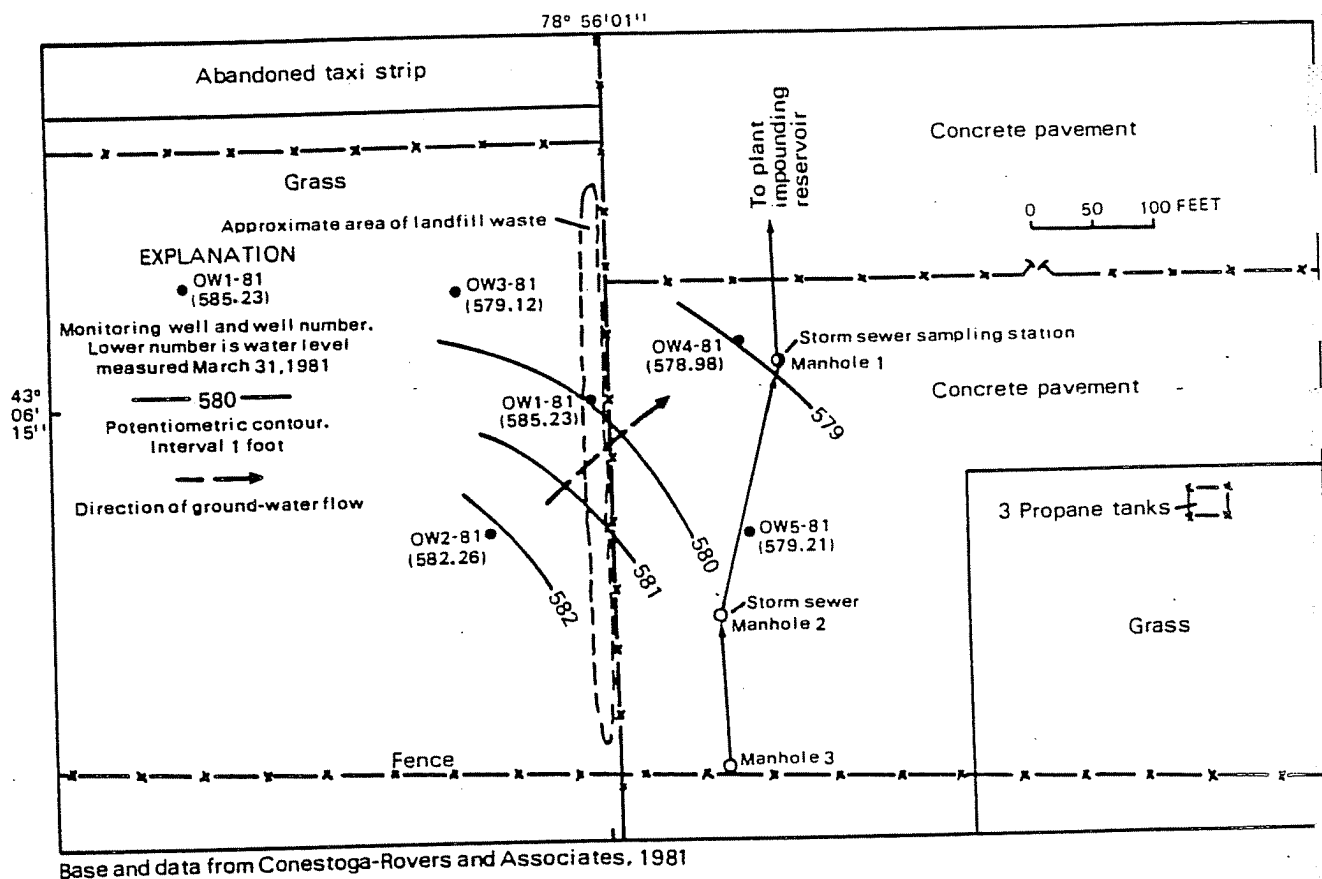 78° 56'01"
Abandoned taxi strip
Grass
Approximate area of landfill waste
EXPLANATION
OW1-81
(585.23)
Monitoring well and well number.
Lower number is water level
measured March 31,1981
580
Potentiometric contour.
Interval 1 foot
Direction of ground-water flow
43°
06'
15"
OW3-81
(579.12)
OW1-81
(585.23)
OW2-81
(582.26)
582
581
580
579
To plant
impounding
reservoir
Concrete pavement
0 50 100 FEET
OW4-81
(578.98)
Storm sewer sampling station
Manhole 1
Concrete pavement
OW5-81
(579.21)
3 Propane tanks
Storm sewer
Manhole 2
Grass
Fence
Manhole 3
Base and data from Conestoga-Rovers and Associates, 1981